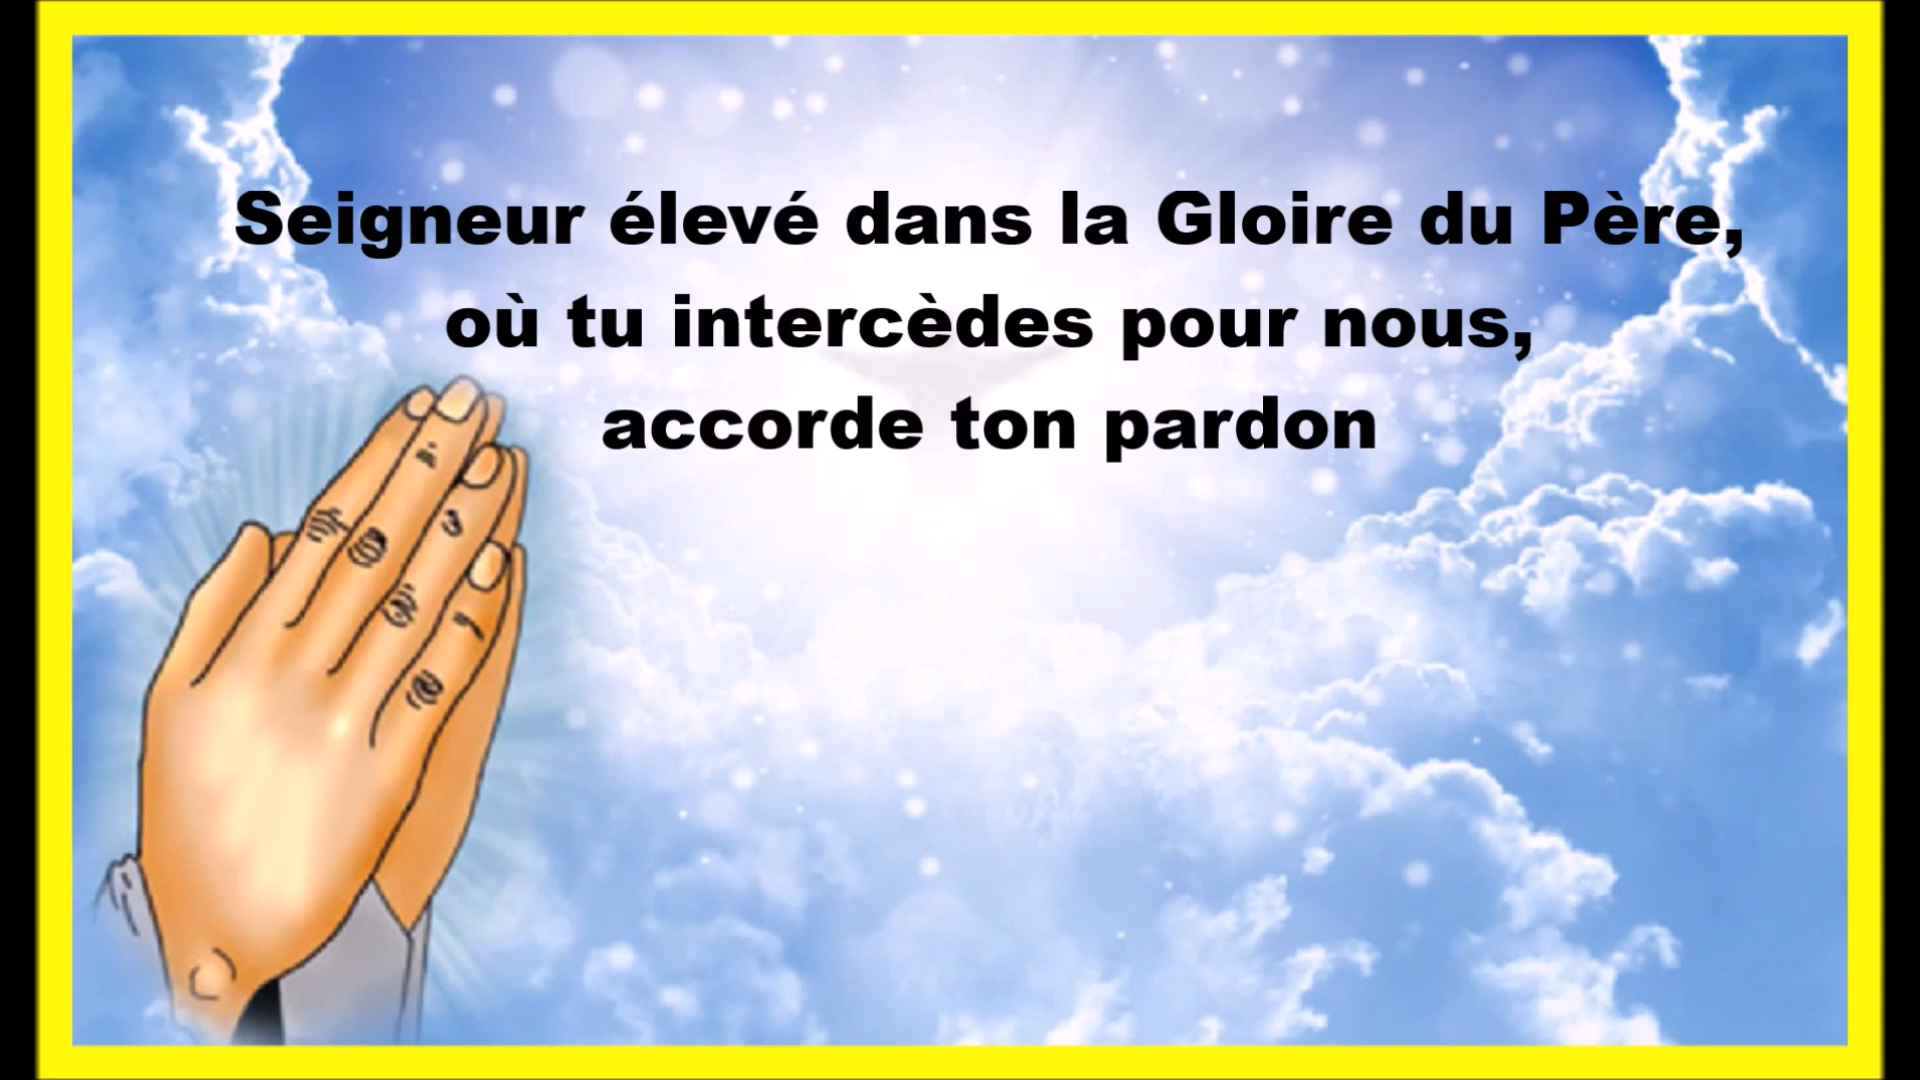 Seigneur élevé dans la Gloire du Père,
où tu intercèdes pour nous,
accorde ton pardon